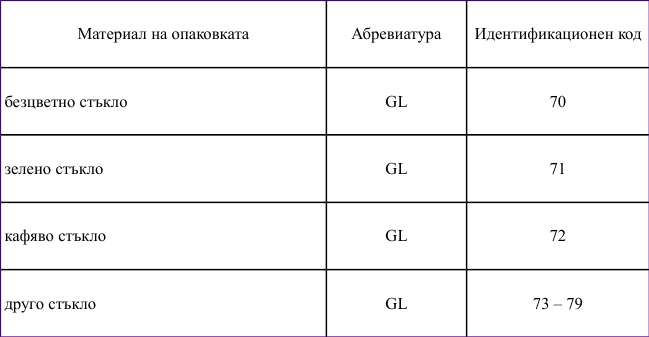 Материал на опаковката Абревиатура Идентификационен код
безцветно стъкло GL 70
зелено стъкло GL 71
кафяво стъкло GL 72
друго стъкло GL 73 – 79